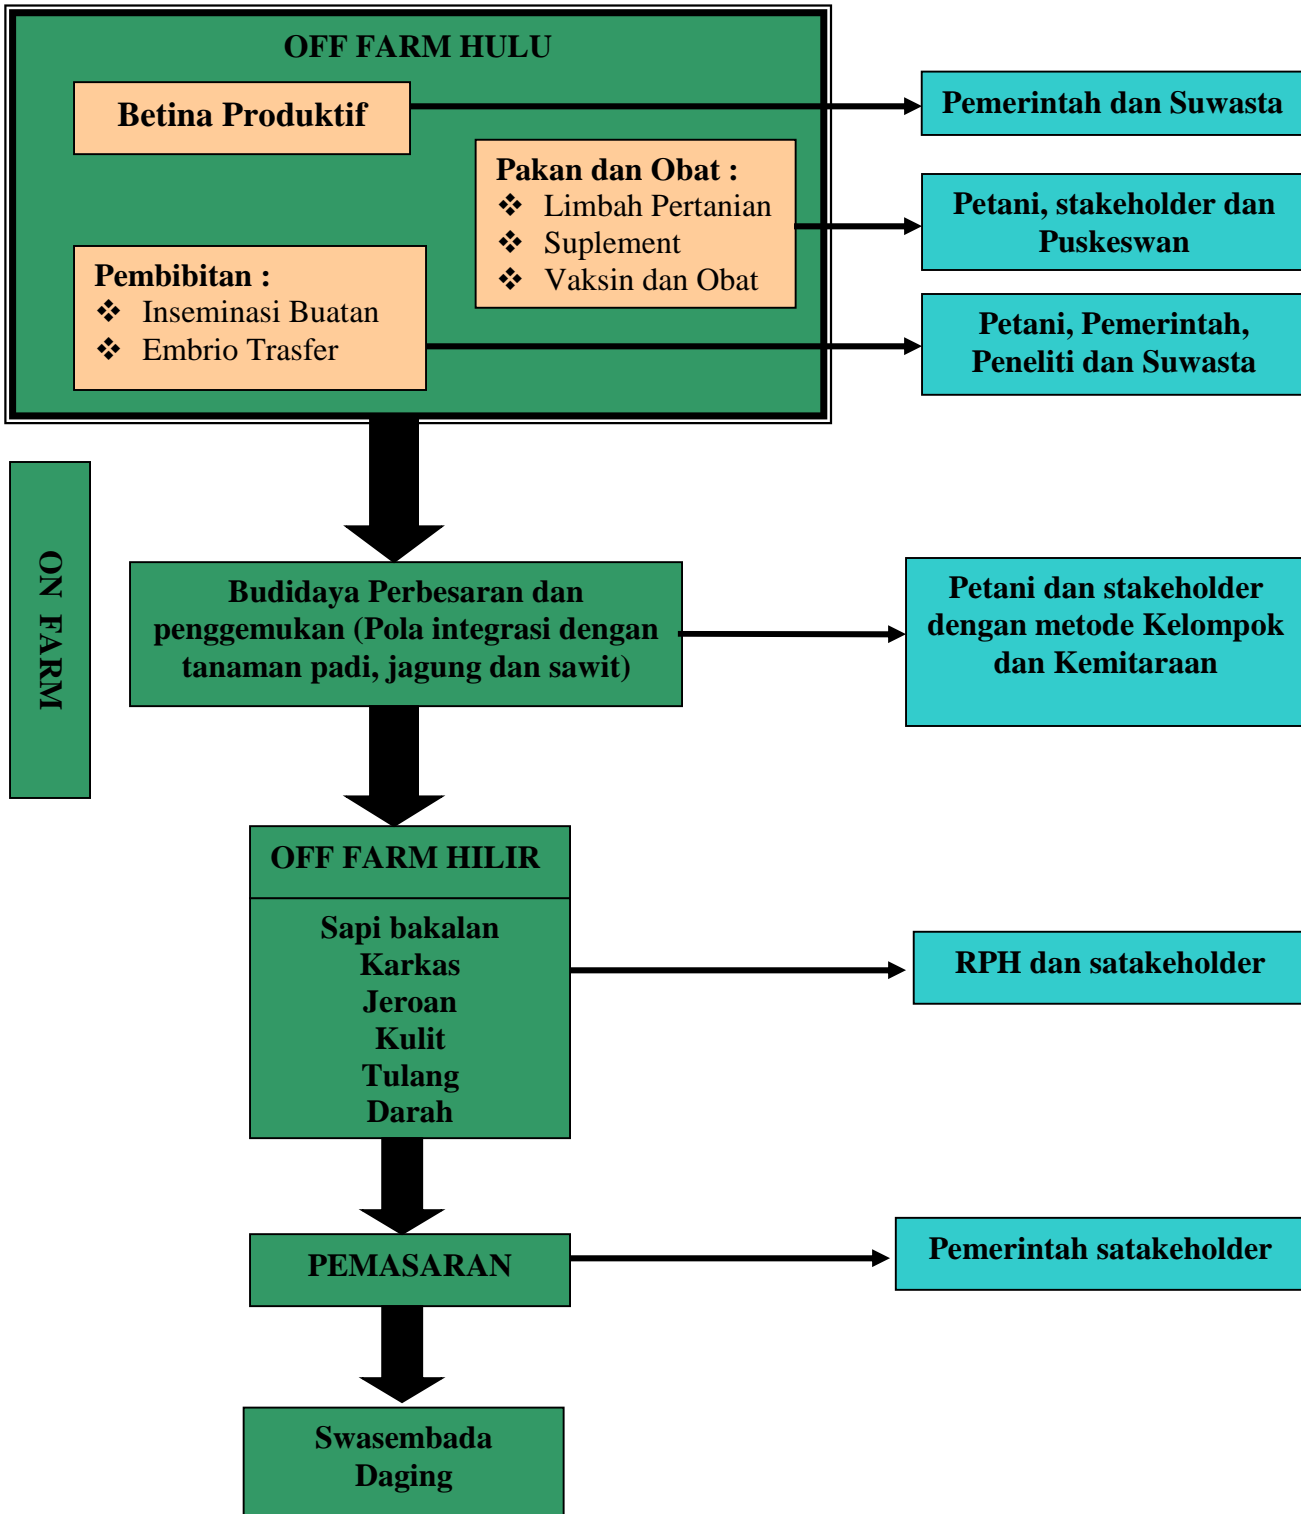 OFF FARM HULU
Betina Produktif
Pemerintah dan Suwasta
Pakan dan Obat :
❖ Limbah Pertanian
❖ Suplement
❖ Vaksin dan Obat
Petani, stakeholder dan
Puskeswan
Pembibitan :
❖ Inseminasi Buatan
❖ Embrio Trasfer
Petani, Pemerintah,
Peneliti dan Suwasta
ON FARM
Budidaya Perbesaran dan
penggemukan (Pola integrasi dengan
tanaman padi, jagung dan sawit)
Petani dan stakeholder
dengan metode Kelompok
dan Kemitaraan
OFF FARM HILIR
Sapi bakalan
Karkas
Jeroan
Kulit
Tulang
Darah
RPH dan satakeholder
PEMASARAN
Pemerintah satakeholder
Swasembada
Daging